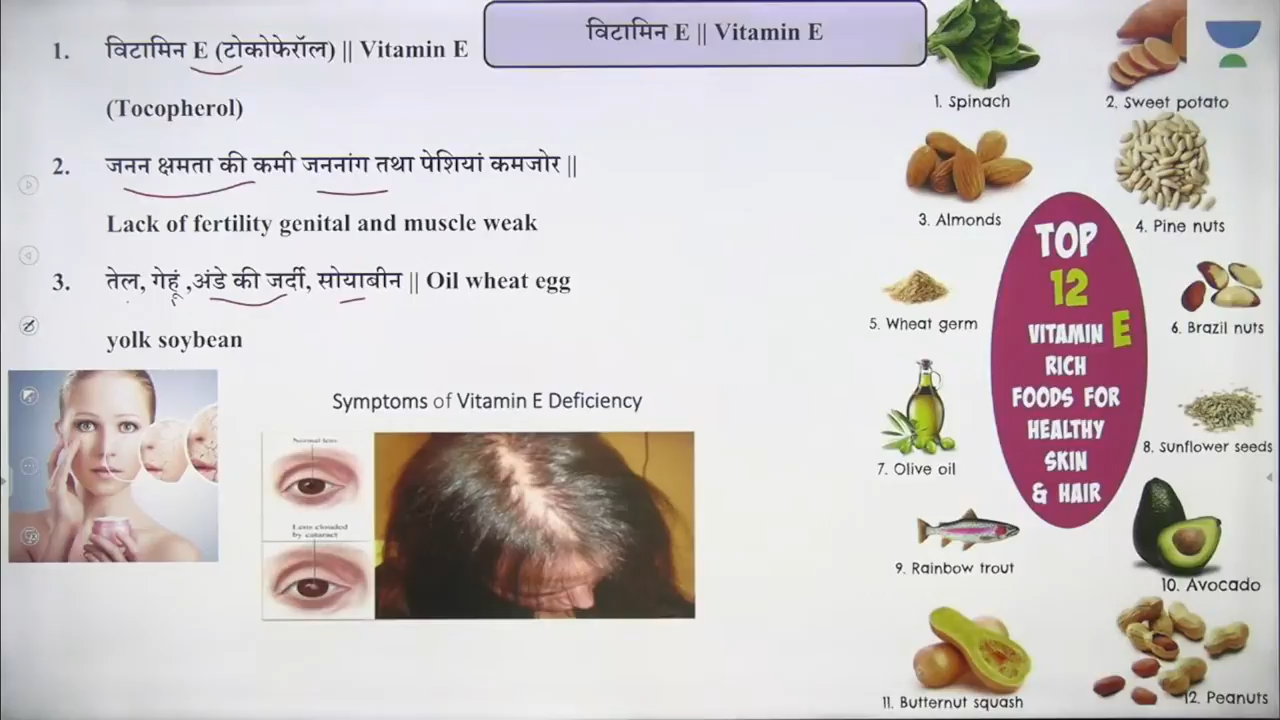 विटामिन E || Vitamin E
1. विटामिन E (टोकोफेरॉल) || Vitamin E
(Tocopherol)
2. जनन क्षमता की कमी जननांग तथा पेशियां कमजोर ||
Lack of fertility genital and muscle weak
3. तेल, गेहूं ,अंडे की जर्दी, सोयाबीन || Oil wheat egg
yolk soybean
Symptoms of Vitamin E Deficiency
Normal lens
Lens clouded
by cataract
1. Spinach
2. Sweet potato
3. Almonds
4. Pine nuts
TOP
12
VITAMIN E
RICH
FOODS FOR
HEALTHY
SKIN
& HAIR
5. Wheat germ
6. Brazil nuts
7. Olive oil
8. Sunflower seeds
9. Rainbow trout
10. Avocado
11. Butternut squash
12. Peanuts